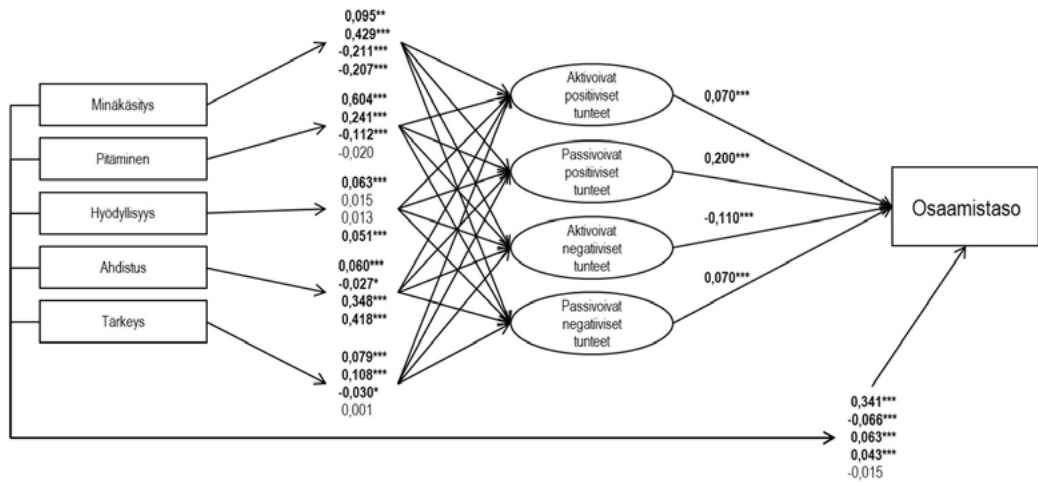 Minäkäsitys
Pitäminen
Hyödyllisyys
Ahdistus
Tärkeys
0,095**
0,429***
-0,211***
-0,207***
0,604***
0,241***
-0,112***
-0,020
0,063***
0,015
0,013
0,051***
0,060***
-0,027*
0,348***
0,418***
0,079***
0,108***
-0,030*
0,001
Aktivoivat
positiiviset
tunteet
Passivoivat
positiiviset
tunteet
Aktivoivat
negatiiviset
tunteet
Passivoivat
negatiiviset
tunteet
0,070***
0,200***
-0,110***
0,070***
Osaamistaso
0,341***
-0,066***
0,063***
0,043***
-0,015